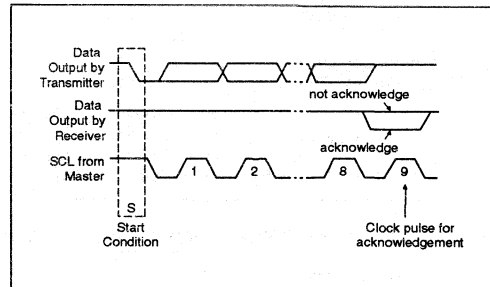 Data
Output by
Transmitter
not acknowledge
Data
Output by
Receiver
acknowledge
SCL from
Master
1
2
8
9
S
Start
Condition
Clock pulse for
acknowledgement